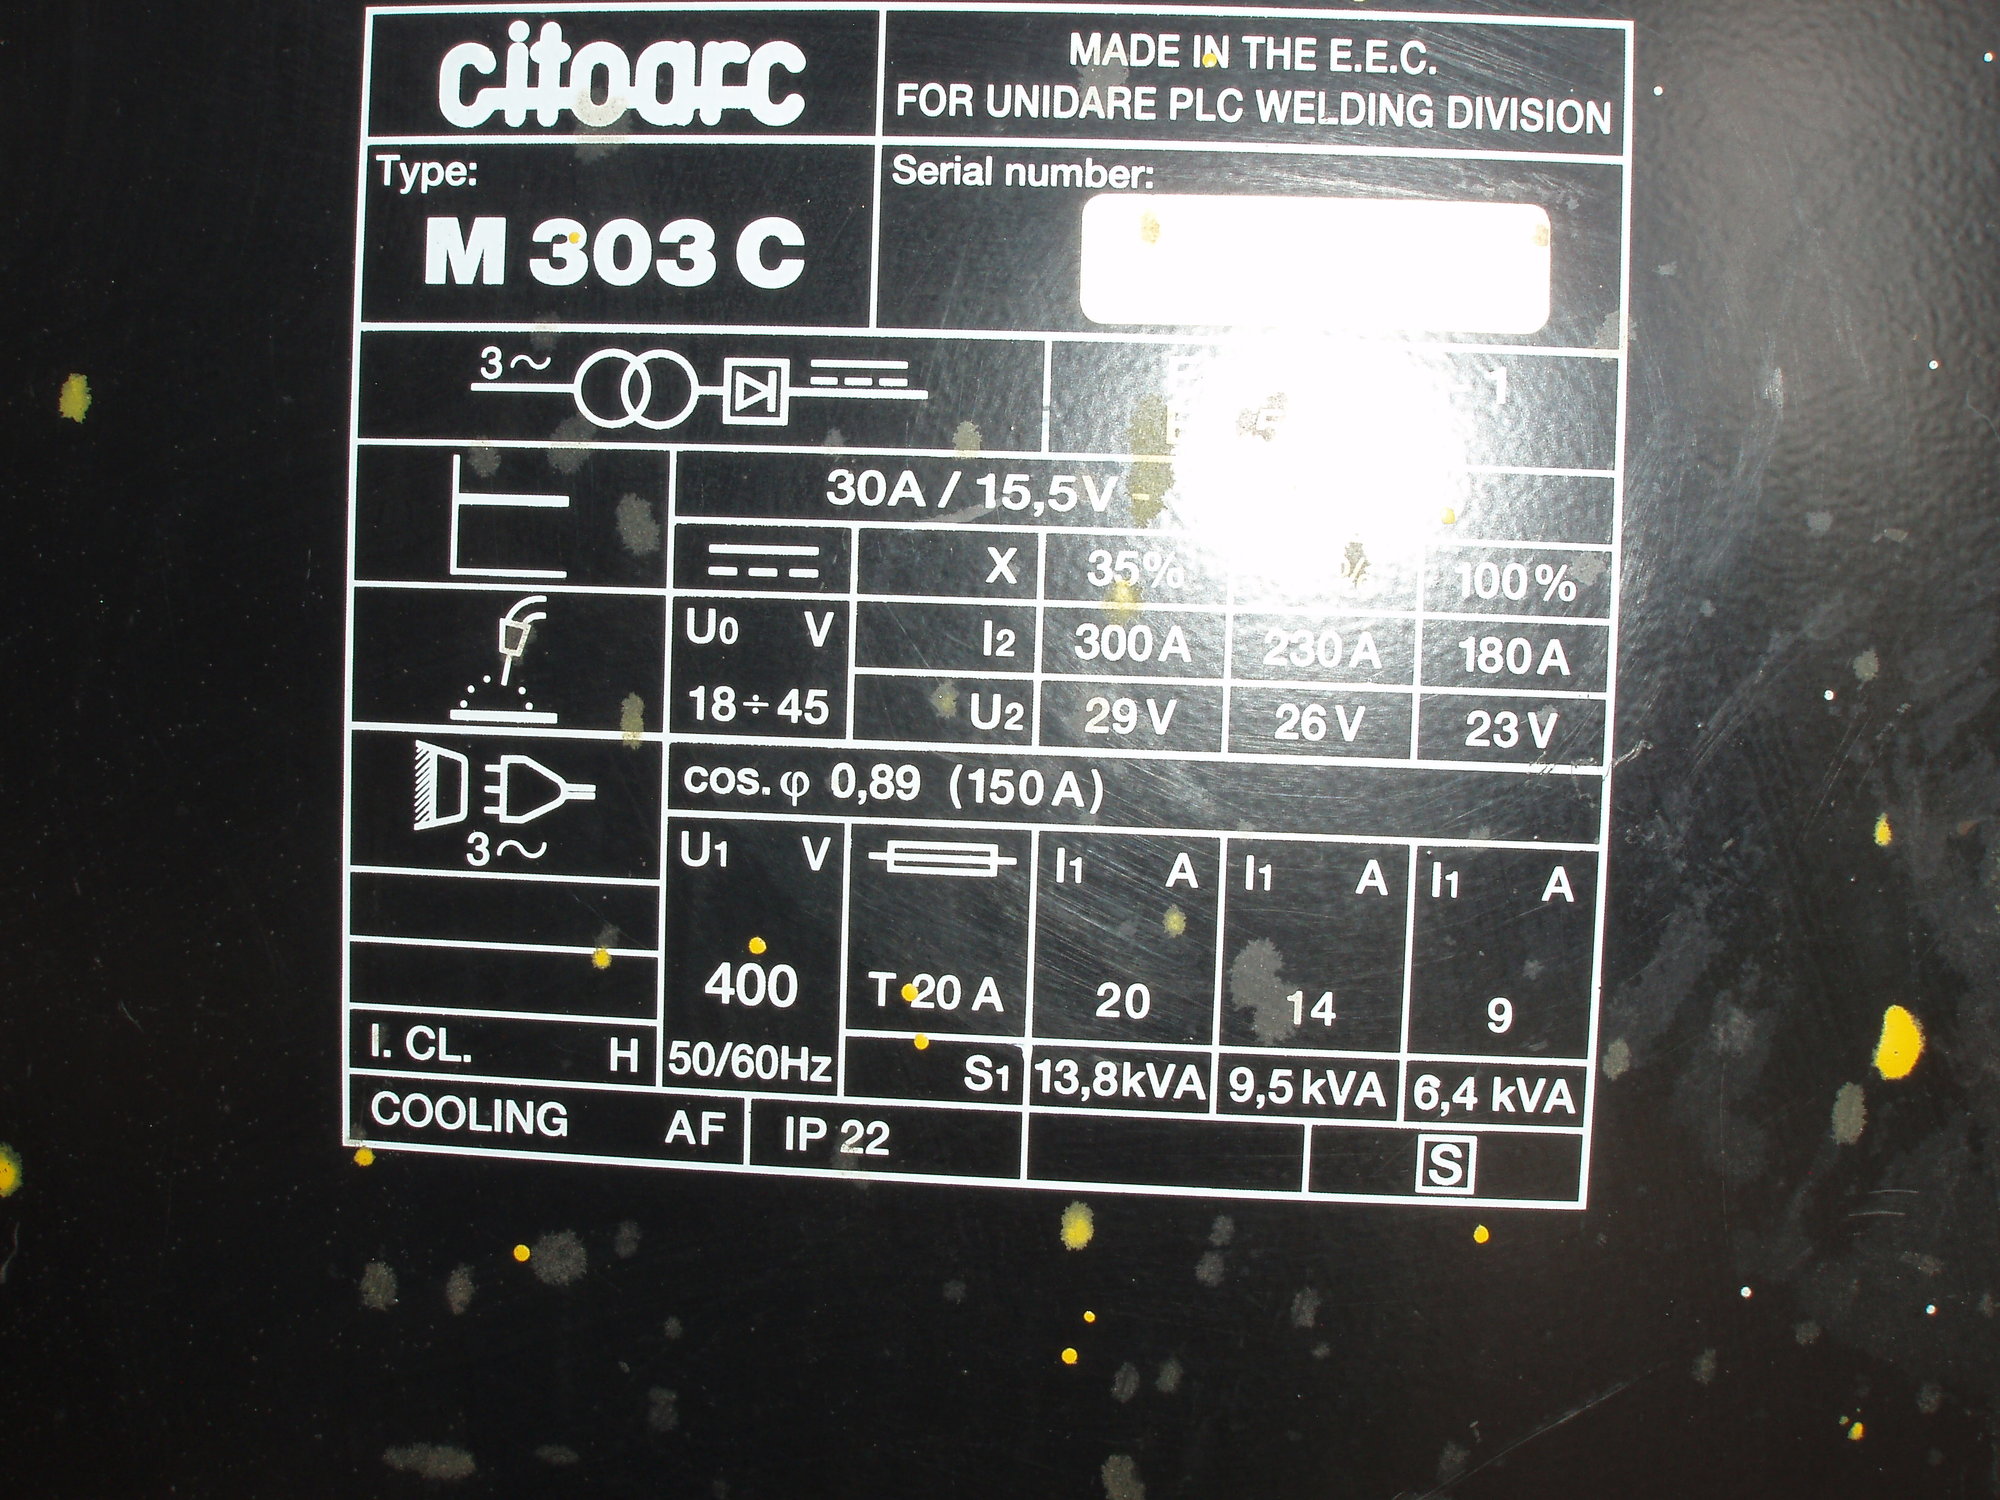 citoarc
MADE IN THE E.E.C.
FOR UNIDARE PLC WELDING DIVISION
Type:
M 303 C
Serial number:
3~
1
30A / 15,5V -
X 35% % 100%
U0 V
I2 300 A 230 A 180 A
18÷45
U2 29 V 26 V 23 V
cos. φ 0,89 (150 A)
3~
U1 V
I1 A I1 A I1 A
400 T 20 A 20 14 9
I. CL. H 50/60Hz S1 13,8kVA 9,5 kVA 6,4 kVA
COOLING AF IP 22 S